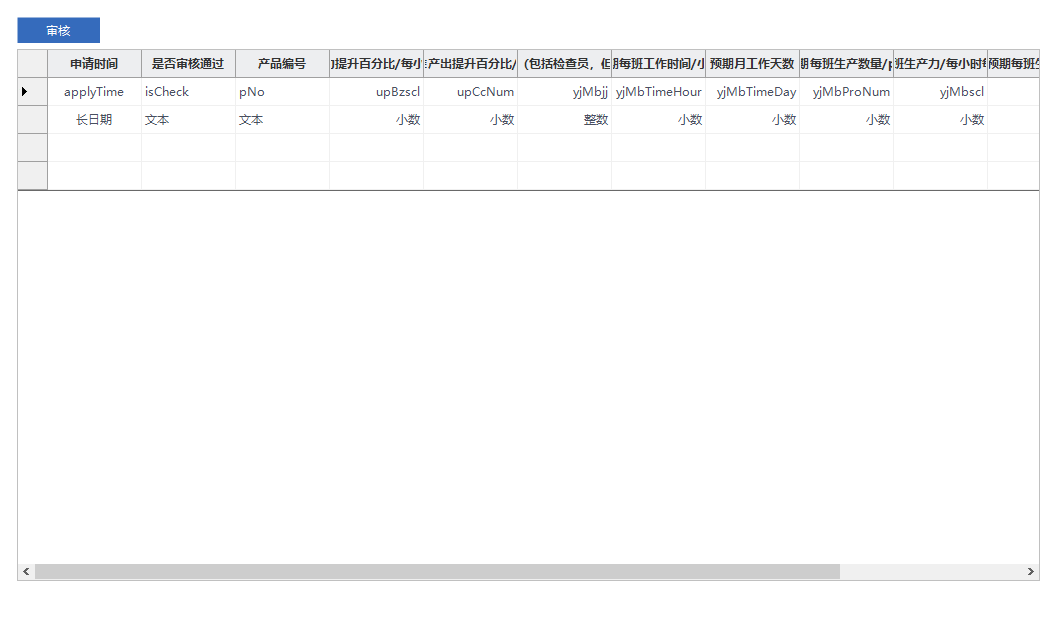 审核
申请时间 是否审核通过 产品编号 提升百分比/每小 产出提升百分比/ （包括检查员，但 每班工作时间/小 预期月工作天数 每班生产数量/ 班生产力/每小时 预期每班
applyTime isCheck pNo upBzscl upCcNum yjMbjj yjMbTimeHour yjMbTimeDay yjMbProNum yjMbscl
长日期 文本 文本 小数 小数 整数 小数 小数 小数 小数